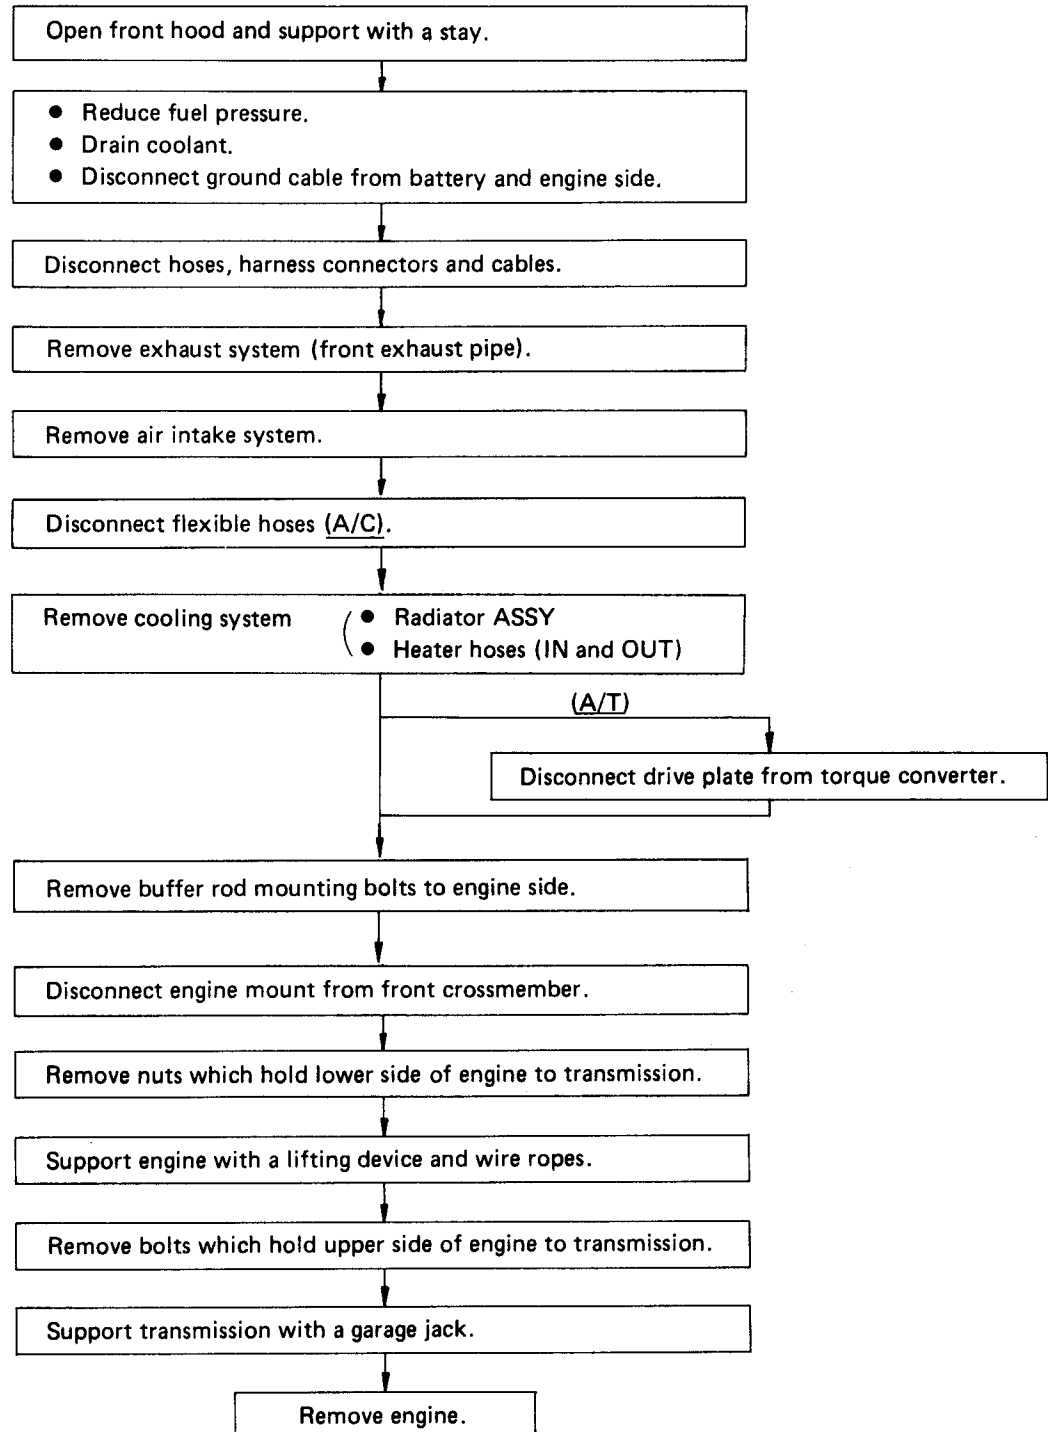 Open front hood and support with a stay.
● Reduce fuel pressure.
● Drain coolant.
● Disconnect ground cable from battery and engine side.
Disconnect hoses, harness connectors and cables.
Remove exhaust system (front exhaust pipe).
Remove air intake system.
Disconnect flexible hoses (A/C).
Remove cooling system
● Radiator ASSY
● Heater hoses (IN and OUT)
(A/T)
Disconnect drive plate from torque converter.
Remove buffer rod mounting bolts to engine side.
Disconnect engine mount from front crossmember.
Remove nuts which hold lower side of engine to transmission.
Support engine with a lifting device and wire ropes.
Remove bolts which hold upper side of engine to transmission.
Support transmission with a garage jack.
Remove engine.